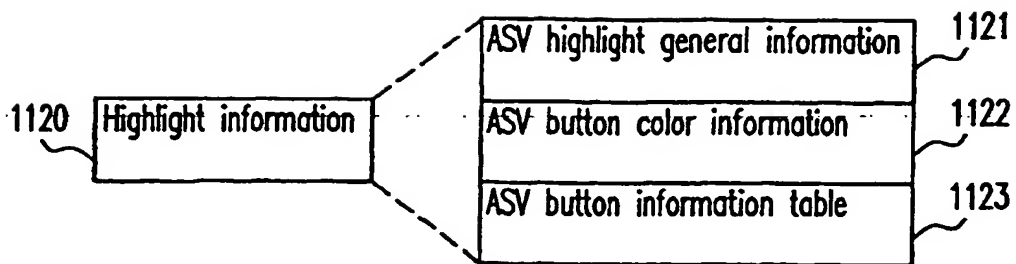 ASV highlight general information 1121
1120 Highlight information
ASV button color information 1122
ASV button information table 1123